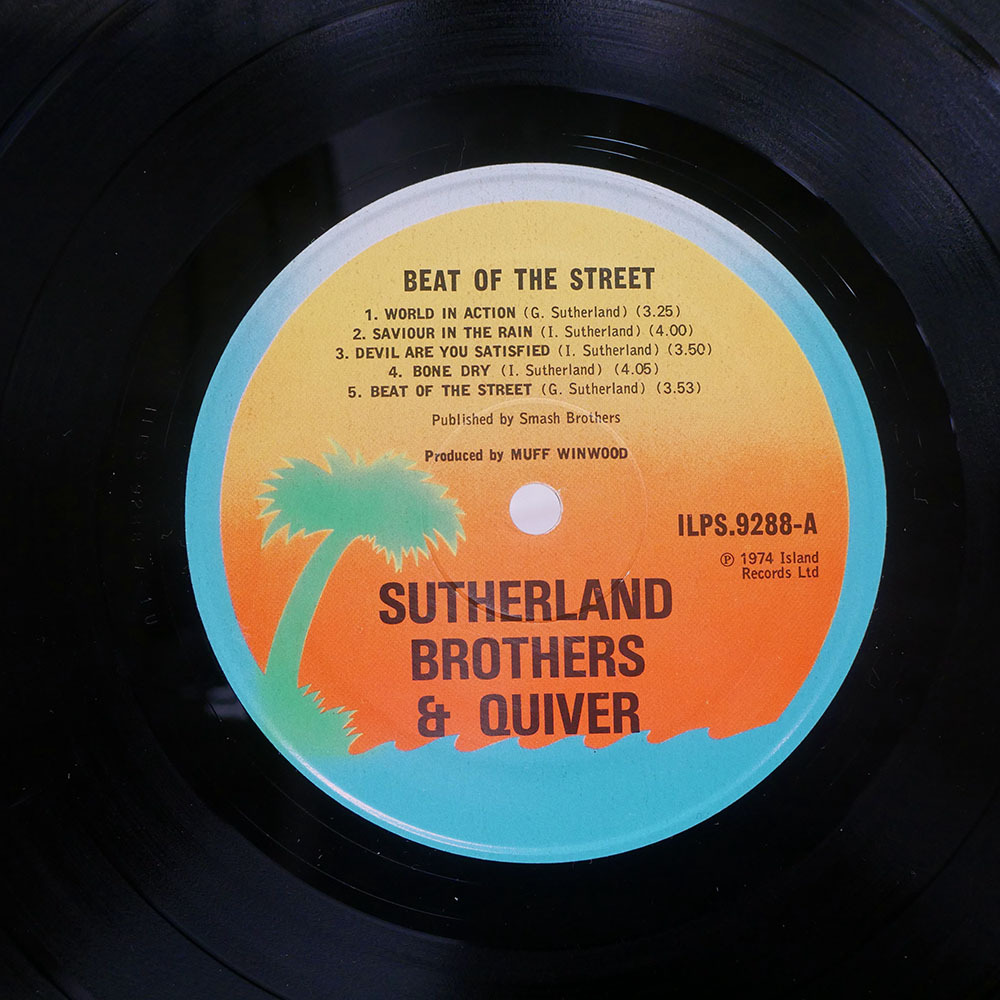 BEAT OF THE STREET
1. WORLD IN ACTION (G. Sutherland) (3.25)
2. SAVIOUR IN THE RAIN (I. Sutherland) (4.00)
3. DEVIL ARE YOU SATISFIED (I. Sutherland) (3.50)
4. BONE DRY (I. Sutherland) (4.05)
5. BEAT OF THE STREET (G. Sutherland) (3.53)
Published by Smash Brothers
Produced by MUFF WINWOOD
ILPS.9288-A
℗ 1974 Island
Records Ltd
SUTHERLAND
BROTHERS
& QUIVER